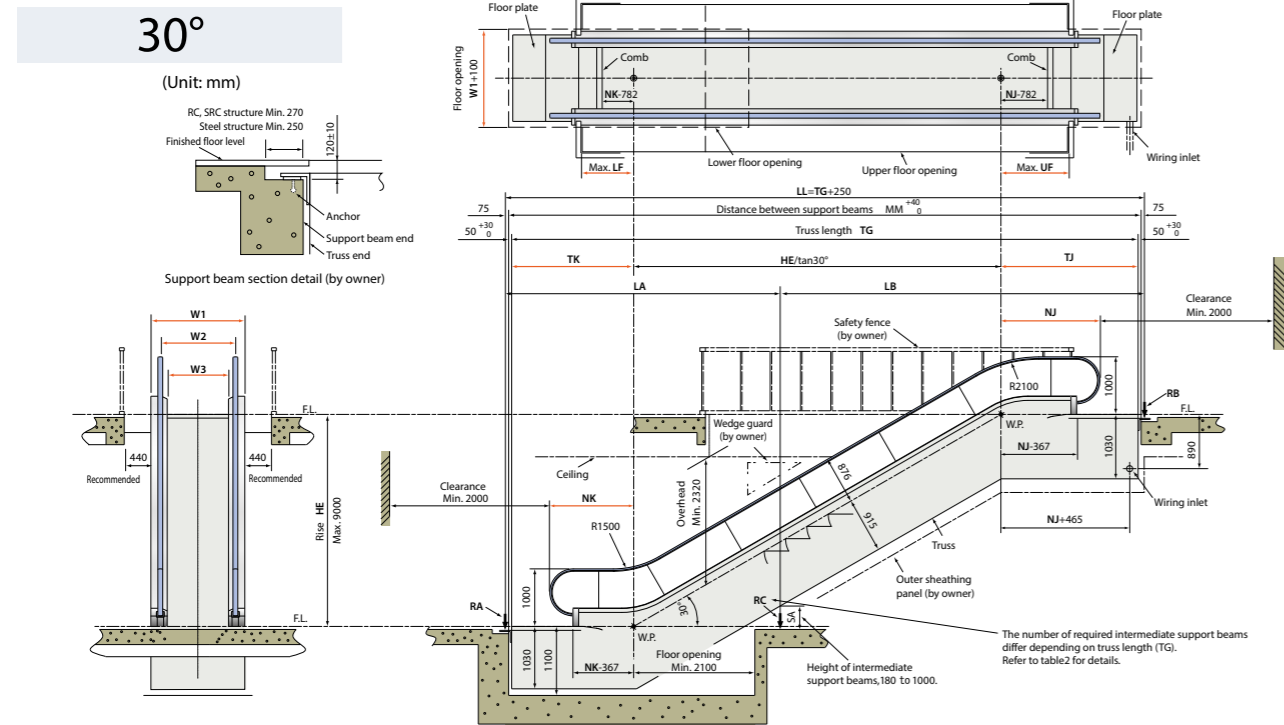 30°
(Unit: mm)
RC, SRC structure Min. 270
Steel structure Min. 250
Finished floor level
120±10
Anchor
Support beam end
Truss end
Support beam section detail (by owner)
Floor plate
Floor plate
Floor opening
W1+100
Comb
Comb
NK-782
NJ-782
Wiring inlet
Lower floor opening
Upper floor opening
Max. LF
Max. UF
LL=TG+250
75
Distance between support beams MM +40 0
75
50 +30 0
Truss length TG
50 +30 0
TK
HE/tan30°
TJ
LA
LB
NJ
Clearance
Min. 2000
Safety fence
(by owner)
R2100
1000
RB
F.L.
W.P.
Wedge guard
(by owner)
NJ-367
1030
890
Ceiling
Overhead
Min. 2320
876
915
Wiring inlet
Clearance
Min. 2000
NK
R1500
NJ+465
Truss
Outer sheathing
panel (by owner)
1000
RA
30°
RC
SA
W.P.
1030
1100
NK-367
Floor opening
Min. 2100
Height of intermediate
support beams,180 to 1000.
The number of required intermediate support beams
differ depending on truss length (TG).
Refer to table2 for details.
W1
W2
W3
F.L.
440
Recommended
440
Recommended
Rise HE
Max. 9000
F.L.